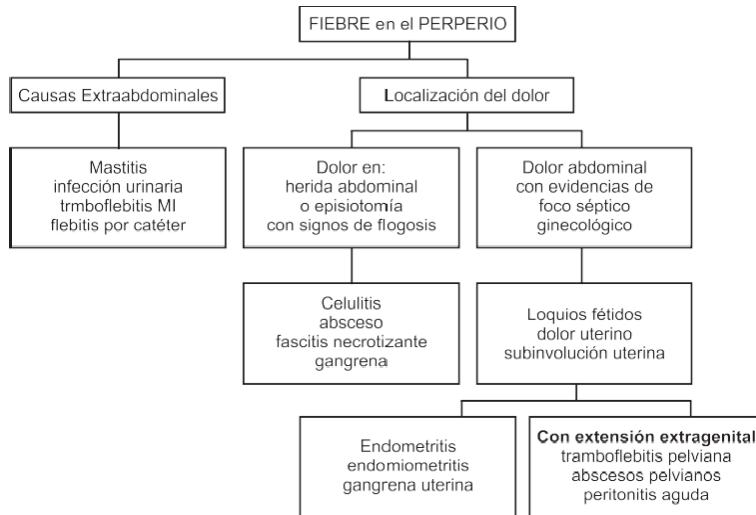 FIEBRE en el PERPERIO
Causas Extraabdominales
Localización del dolor
Mastitis
infección urinaria
trmboflebitis MI
flebitis por catéter
Dolor en:
herida abdominal
o episiotomía
con signos de flogosis
Dolor abdominal
con evidencias de
foco séptico
ginecológico
Celulitis
absceso
fascitis necrotizante
gangrena
Loquios fétidos
dolor uterino
subinvolución uterina
Endometritis
endomiometritis
gangrena uterina
Con extensión extragenital
tramboflebitis pelviana
abscesos pelvianos
peritonitis aguda